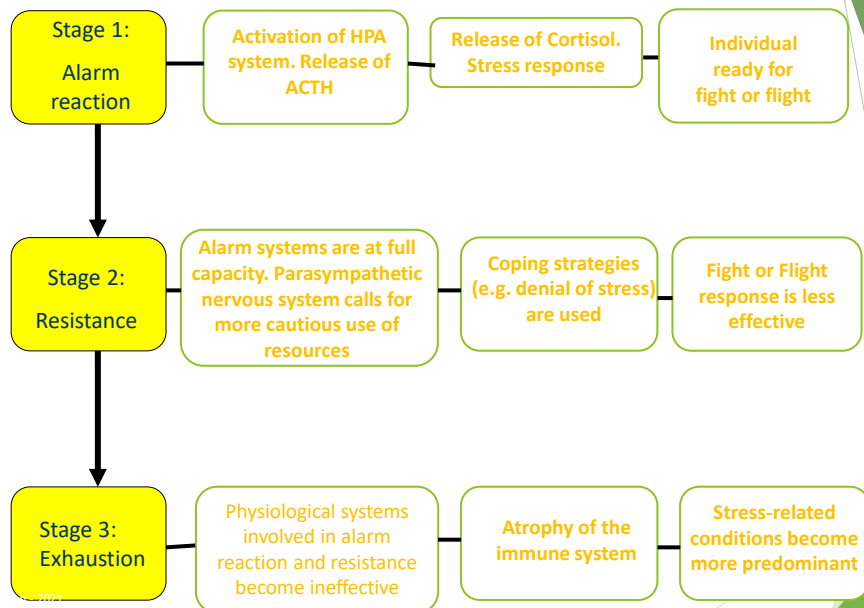 Stage 1:
Alarm
reaction
Activation of HPA
system. Release of
ACTH
Release of Cortisol.
Stress response
Individual
ready for
fight or flight
Stage 2:
Resistance
Alarm systems are at full
capacity. Parasympathetic
nervous system calls for
more cautious use of
resources
Coping strategies
(e.g. denial of stress)
are used
Fight or Flight
response is less
effective
Stage 3:
Exhaustion
Physiological systems
involved in alarm
reaction and resistance
become ineffective
Atrophy of the
immune system
Stress-related
conditions become
more predominant
- 2021